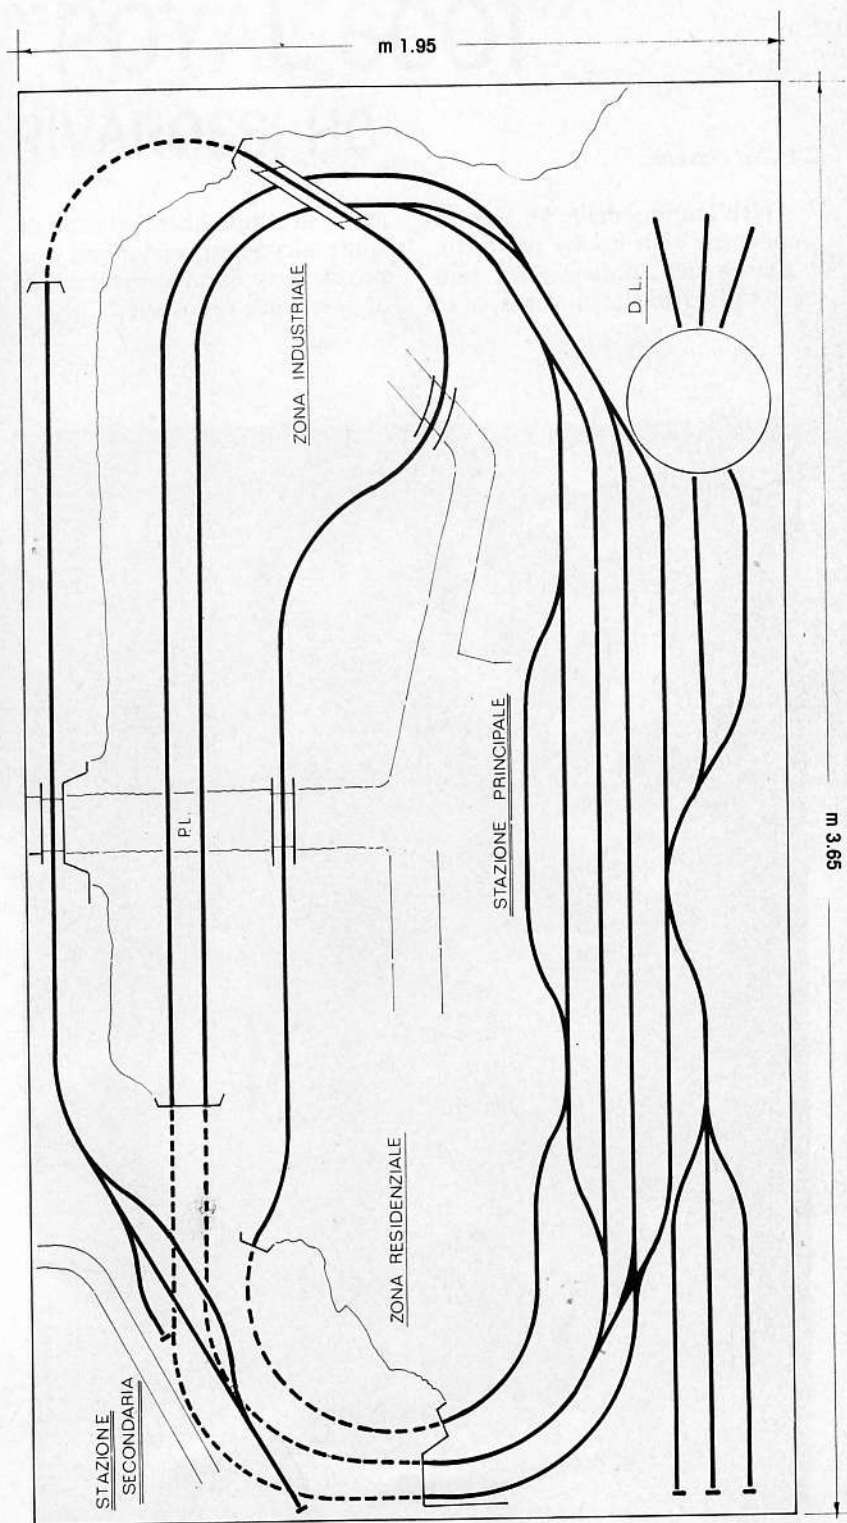 m 1.95
m 3.65
D. L.
ZONA INDUSTRIALE
P.L.
STAZIONE PRINCIPALE
ZONA RESIDENZIALE
STAZIONE
SECONDARIA